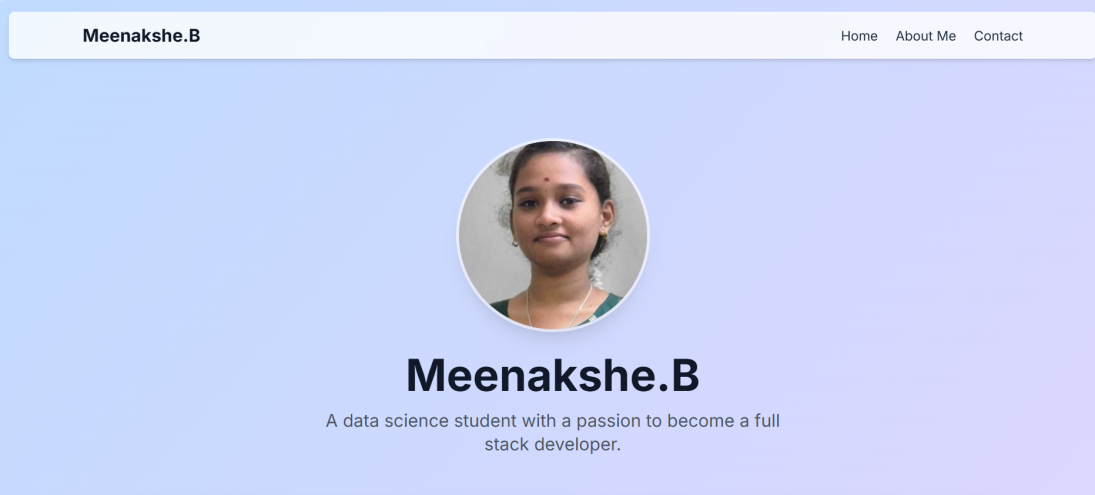 Meenakshe.B
Home About Me Contact
Meenakshe.B
A data science student with a passion to become a full
stack developer.